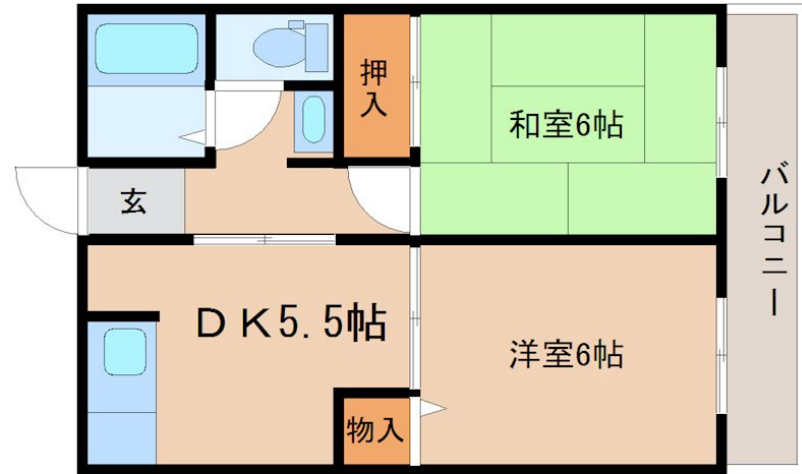 押入
和室6帖
玄
バルコニー
DK5.5帖
洋室6帖
物入